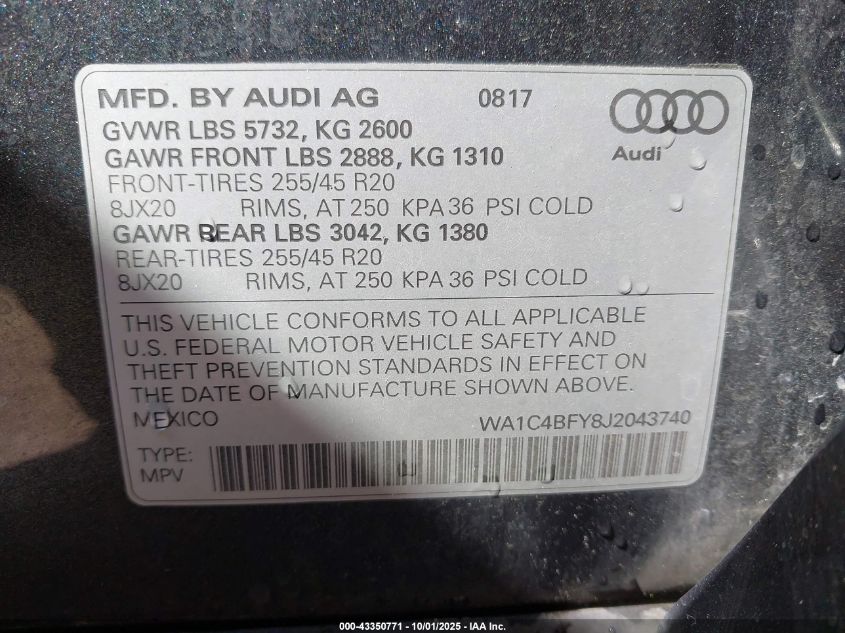 MFD. BY AUDI AG 0817
GVWR LBS 5732, KG 2600
GAWR FRONT LBS 2888, KG 1310
Audi
FRONT-TIRES 255/45 R20
8JX20 RIMS, AT 250 KPA 36 PSI COLD
GAWR REAR LBS 3042, KG 1380
REAR-TIRES 255/45 R20
8JX20 RIMS, AT 250 KPA 36 PSI COLD
THIS VEHICLE CONFORMS TO ALL APPLICABLE
U.S. FEDERAL MOTOR VEHICLE SAFETY AND
THEFT PREVENTION STANDARDS IN EFFECT ON
THE DATE OF MANUFACTURE SHOWN ABOVE.
MEXICO WA1C4BFY8J2043740
TYPE:
MPV
000-43350771 - 10/01/2025 - IAA Inc.